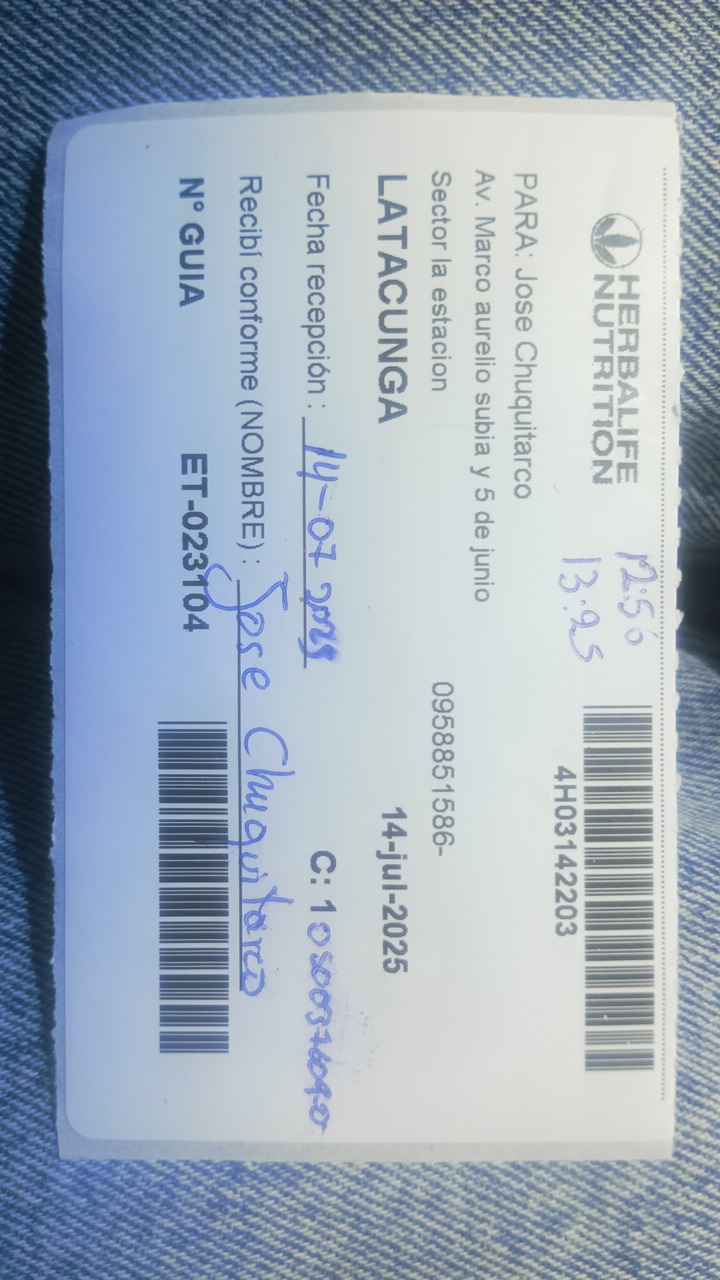 HERBALIFE
NUTRITION
12:56
13:25
4H03142203
PARA: Jose Chuquitarco
Av. Marco aurelio subia y 5 de junio
Sector la estacion 0958851586-
LATACUNGA 14-jul-2025
Fecha recepción : 14-07 2025 C: 1
Recibí conforme (NOMBRE) : Jose Chuquitarco
N° GUIA ET-023104